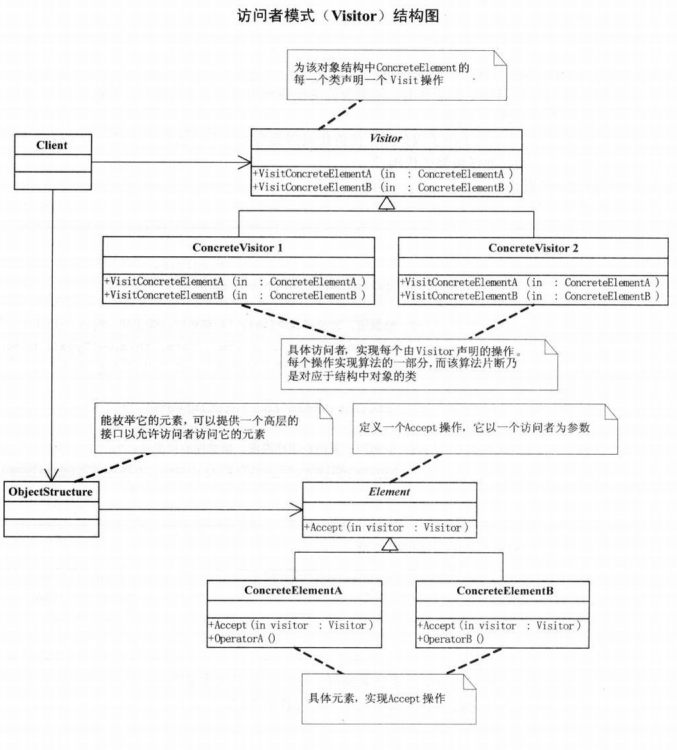 访问者模式（Visitor）结构图
为该对象结构中ConcreteElement的
每一个类声明一个 Visit 操作
Client
Visitor
+VisitConcreteElementA (in : ConcreteElementA )
+VisitConcreteElementB (in : ConcreteElementB )
ConcreteVisitor 1
+VisitConcreteElementA (in : ConcreteElementA )
+VisitConcreteElementB (in : ConcreteElementB )
ConcreteVisitor 2
+VisitConcreteElementA (in : ConcreteElementA )
+VisitConcreteElementB (in : ConcreteElementB )
具体访问者，实现每个由Visitor 声明的操作。
每个操作实现算法的一部分，而该算法片断乃
是对应于结构中对象的类
能枚举它的元素，可以提供一个高层的
接口以允许访问者访问它的元素
定义一个Accept 操作，它以一个访问者为参数
ObjectStructure
Element
+Accept (in visitor : Visitor )
ConcreteElementA
+Accept (in visitor : Visitor )
+OperatorA ()
ConcreteElementB
+Accept (in visitor : Visitor )
+OperatorB ()
具体元素，实现Accept 操作